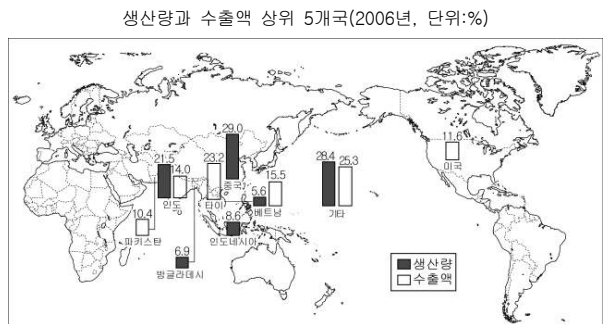 생산량과 수출액 상위 5개국(2006년, 단위:%)
29.0
중국
21.5
14.0
인도
23.2
타이
15.5
5.6
베트남
28.4
25.3
기타
11.6
미국
10.4
파키스탄
8.6
인도네시아
6.9
방글라데시
생산량
수출액